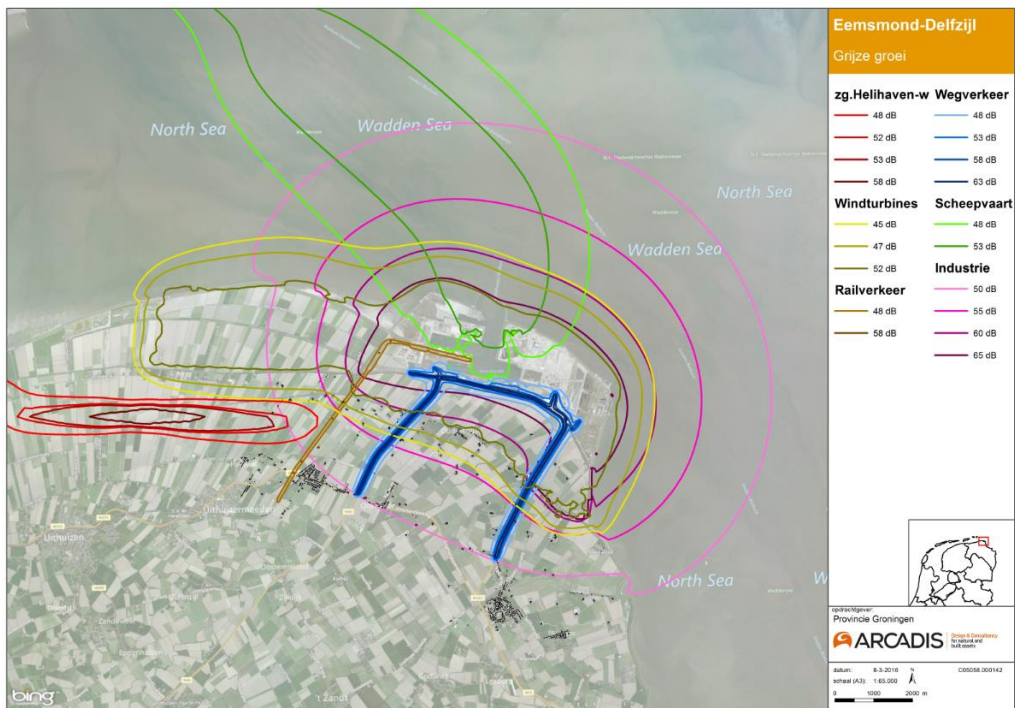 Eemsmond-Delfzijl
Grijze groei
zg.Helihaven-w
48 dB
52 dB
53 dB
58 dB
Windturbines
45 dB
47 dB
52 dB
Railverkeer
48 dB
58 dB
Wegverkeer
48 dB
53 dB
58 dB
63 dB
Scheepvaart
48 dB
53 dB
Industrie
50 dB
55 dB
60 dB
65 dB
North Sea
Wadden Sea
North Sea
Wadden Sea
North Sea
W
Uithuizermeeden
Uithuizen
't Zandt
bing
opdrachtgever:
Provincie Groningen
ARCADIS
Design & Consultancy
for natural and
built assets
datum: 8-3-2016 N C05058.000142
schaal (A3): 1:65.000
0 1000 2000 m